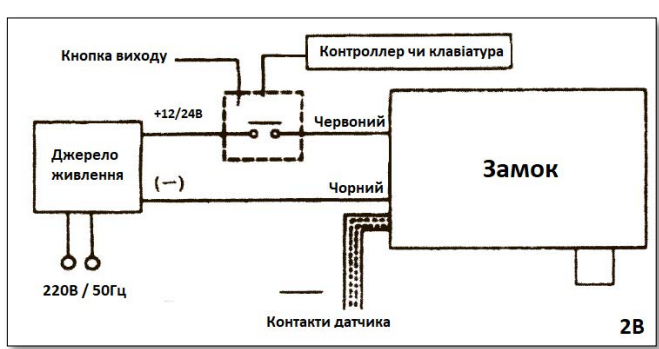 Кнопка виходу
Контроллер чи клавіатура
+12/24В
Червоний
Джерело
живлення
(—)
Чорний
Замок
220В / 50Гц
Контакти датчика
2В